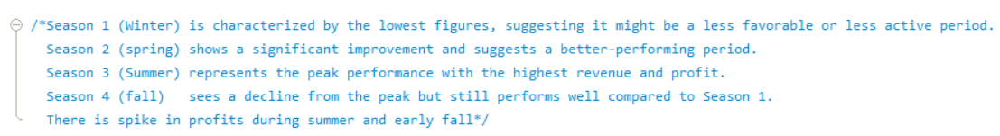 /*Season 1 (Winter) is characterized by the lowest figures, suggesting it might be a less favorable or less active period.
Season 2 (spring) shows a significant improvement and suggests a better-performing period.
Season 3 (Summer) represents the peak performance with the highest revenue and profit.
Season 4 (fall)  sees a decline from the peak but still performs well compared to Season 1.
There is spike in profits during summer and early fall*/